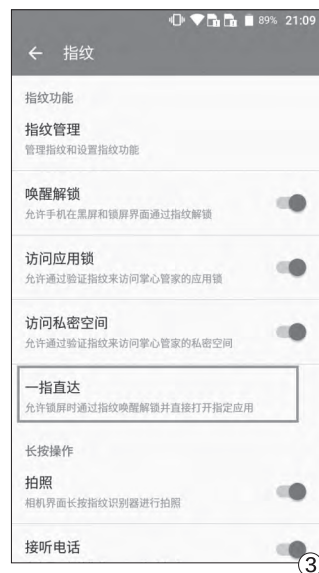 89% 21:09
指纹
指纹功能
指纹管理
管理指纹和设置指纹功能
唤醒解锁
允许手机在黑屏和锁屏界面通过指纹解锁
访问应用锁
允许通过验证指纹来访问掌心管家的应用锁
访问私密空间
允许通过验证指纹来访问掌心管家的私密空间
一指直达
允许锁屏时通过指纹唤醒解锁并直接打开指定应用
长按操作
拍照
相机界面长按指纹识别器进行拍照
接听电话
③